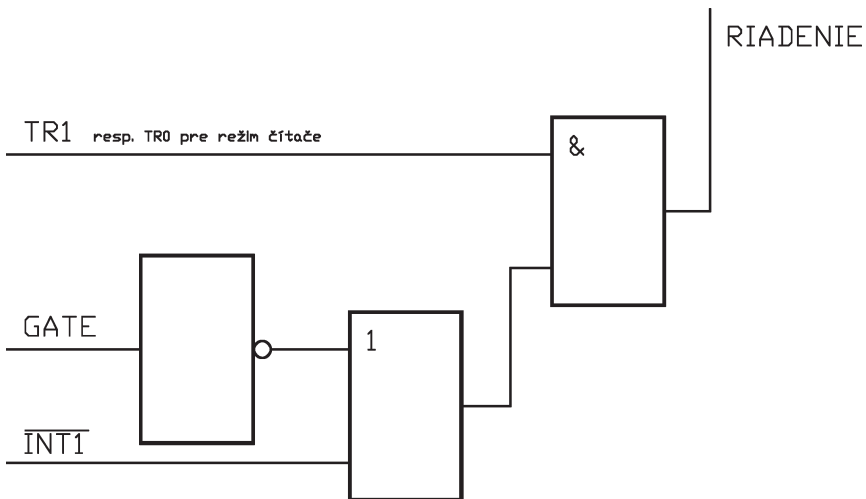 RIADENIE
TR1 resp. TR0 pre režim čítače
&
GATE
1
INT1